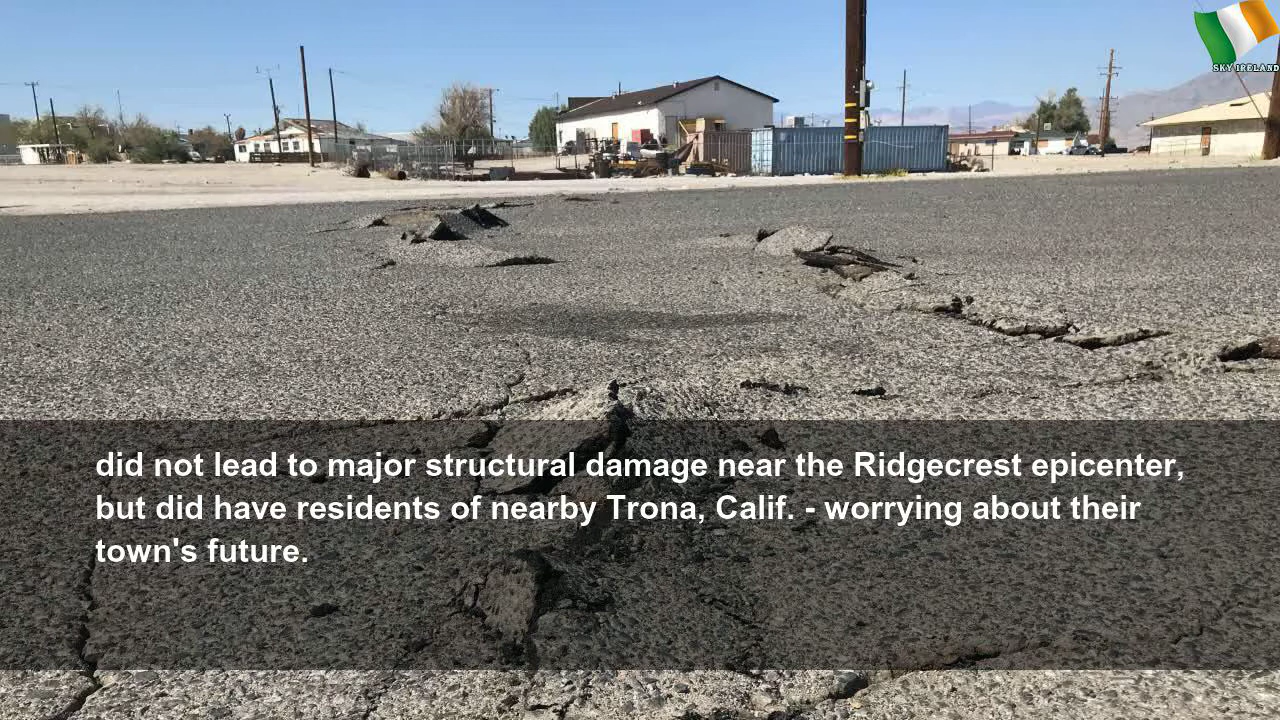 SKY IRELAND
did not lead to major structural damage near the Ridgecrest epicenter,
but did have residents of nearby Trona, Calif. - worrying about their
town's future.